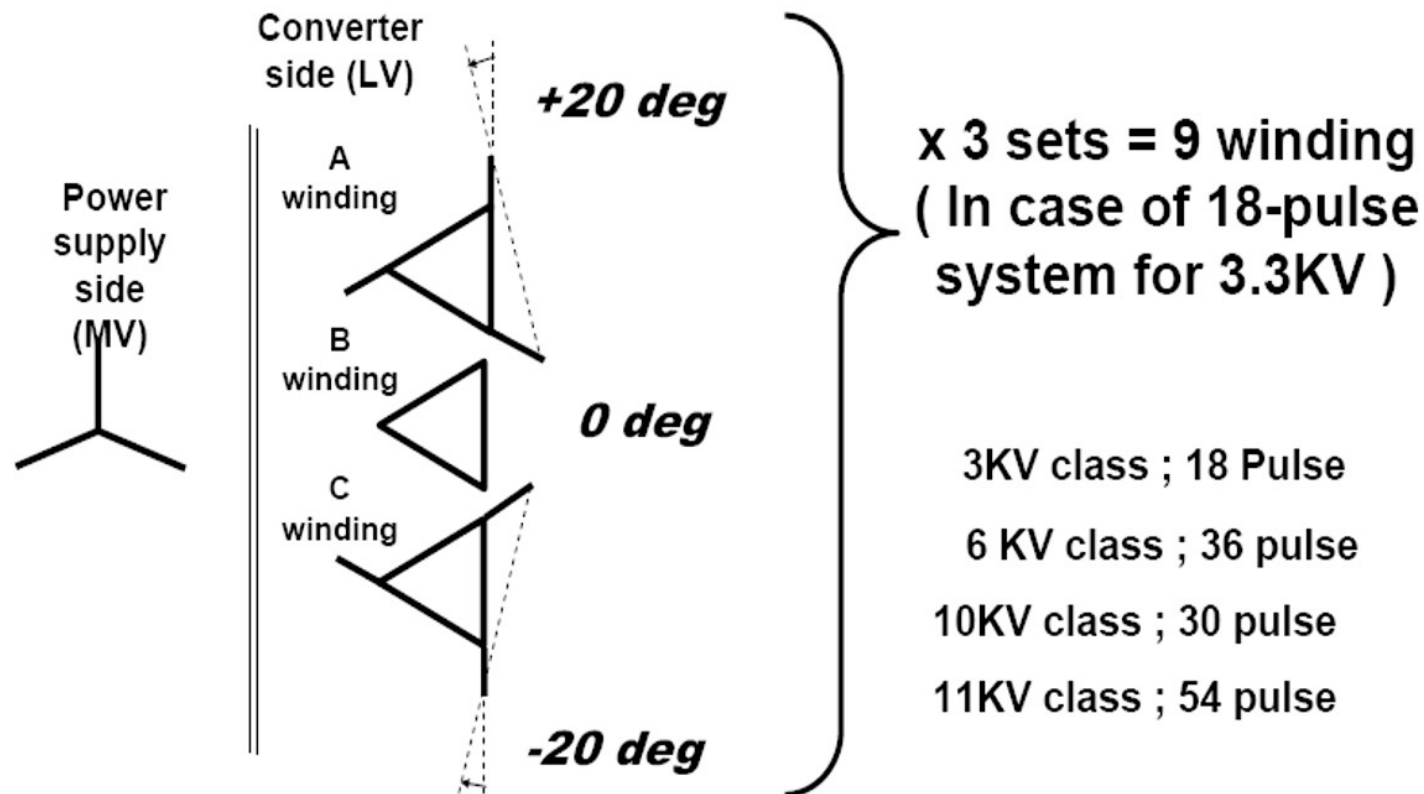 Converter
side (LV)
+20 deg
A
winding
Power
supply
side
(MV)
B
winding
0 deg
C
winding
-20 deg
x 3 sets = 9 winding
( In case of 18-pulse
system for 3.3KV )
3KV class ; 18 Pulse
6 KV class ; 36 pulse
10KV class ; 30 pulse
11KV class ; 54 pulse